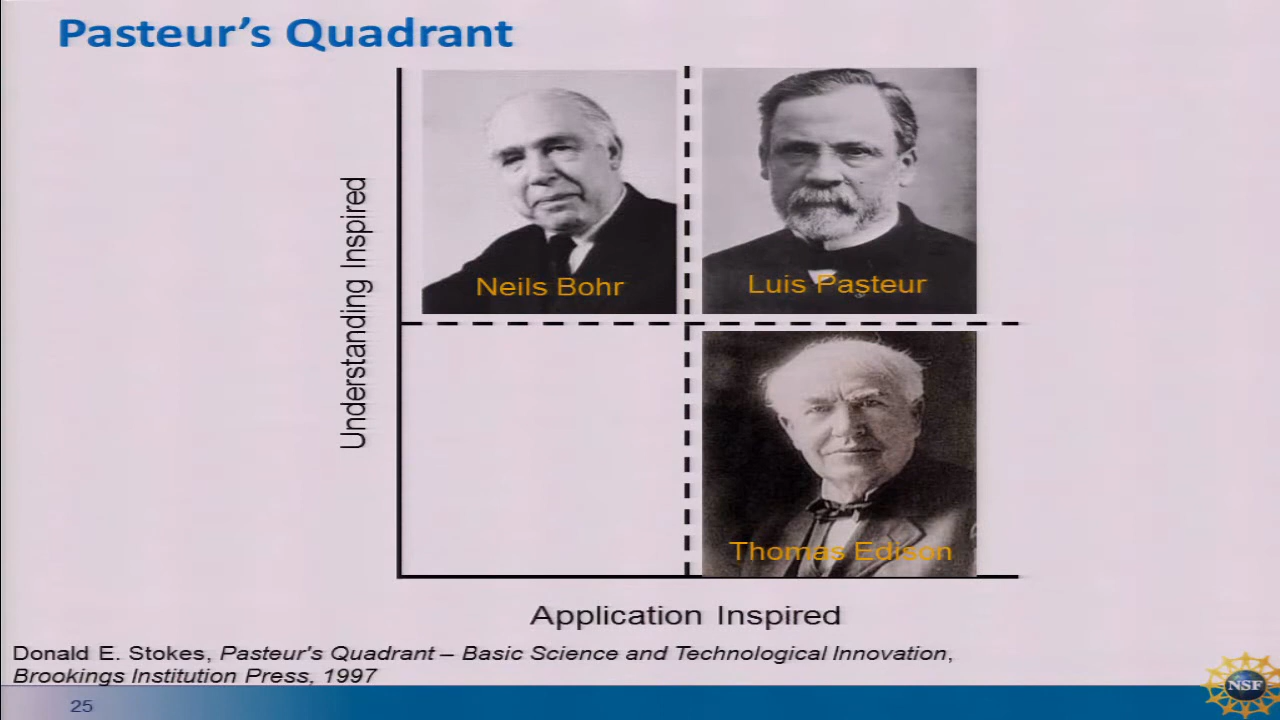 Pasteur's Quadrant
Understanding Inspired
Neils Bohr
Luis Pasteur
Thomas Edison
Application Inspired
Donald E. Stokes, Pasteur's Quadrant – Basic Science and Technological Innovation,
Brookings Institution Press, 1997
25
NSF